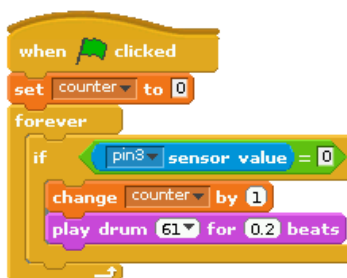 when clicked
set counter to 0
forever
if pin3 sensor value = 0
change counter by 1
play drum 61 for 0.2 beats